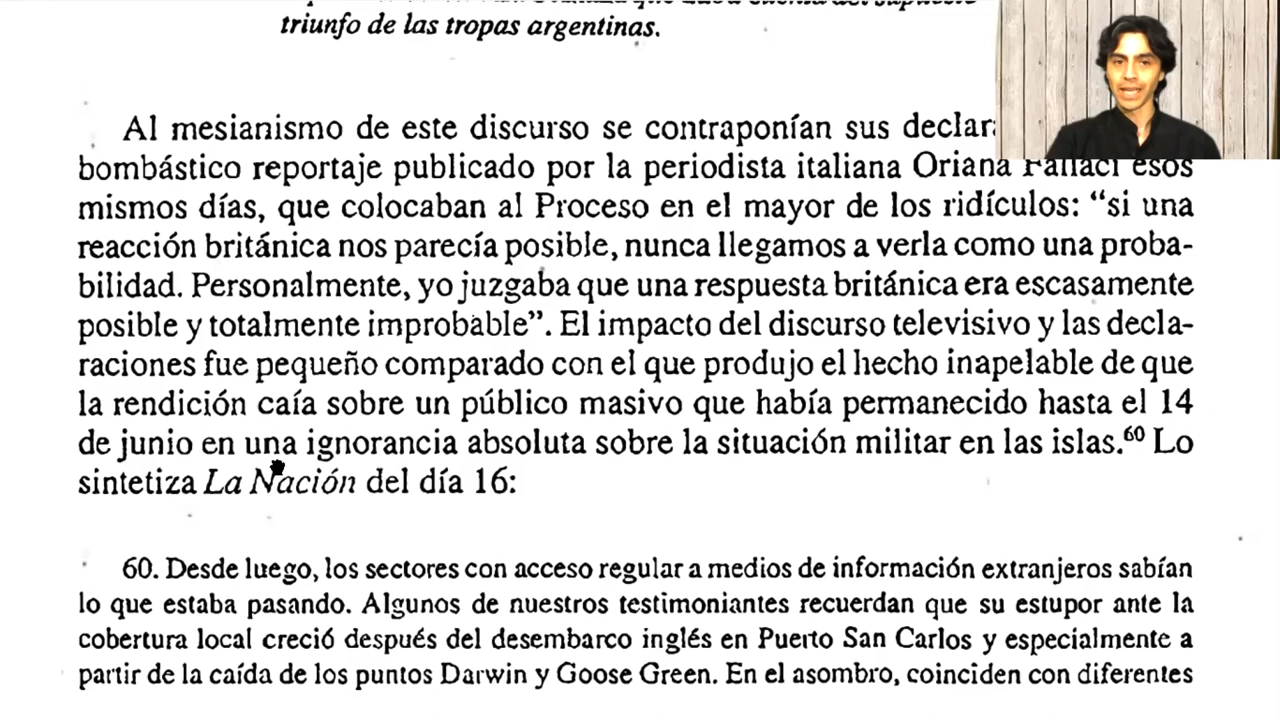 triunfo de las tropas argentinas.
Al mesianismo de este discurso se contraponían sus declar
bombástico reportaje publicado por la periodista italiana Oriana Fallaci esos
mismos días, que colocaban al Proceso en el mayor de los ridículos: “si una
reacción británica nos parecía posible, nunca llegamos a verla como una proba-
bilidad. Personalmente, yo juzgaba que una respuesta británica era escasamente
posible y totalmente improbable”. El impacto del discurso televisivo y las decla-
raciones fue pequeño comparado con el que produjo el hecho inapelable de que
la rendición caía sobre un público masivo que había permanecido hasta el 14
de junio en una ignorancia absoluta sobre la situación militar en las islas.⁶⁰ Lo
sintetiza La Nación del día 16:
60. Desde luego, los sectores con acceso regular a medios de información extranjeros sabían
lo que estaba pasando. Algunos de nuestros testimoniantes recuerdan que su estupor ante la
cobertura local creció después del desembarco inglés en Puerto San Carlos y especialmente a
partir de la caída de los puntos Darwin y Goose Green. En el asombro, coinciden con diferentes